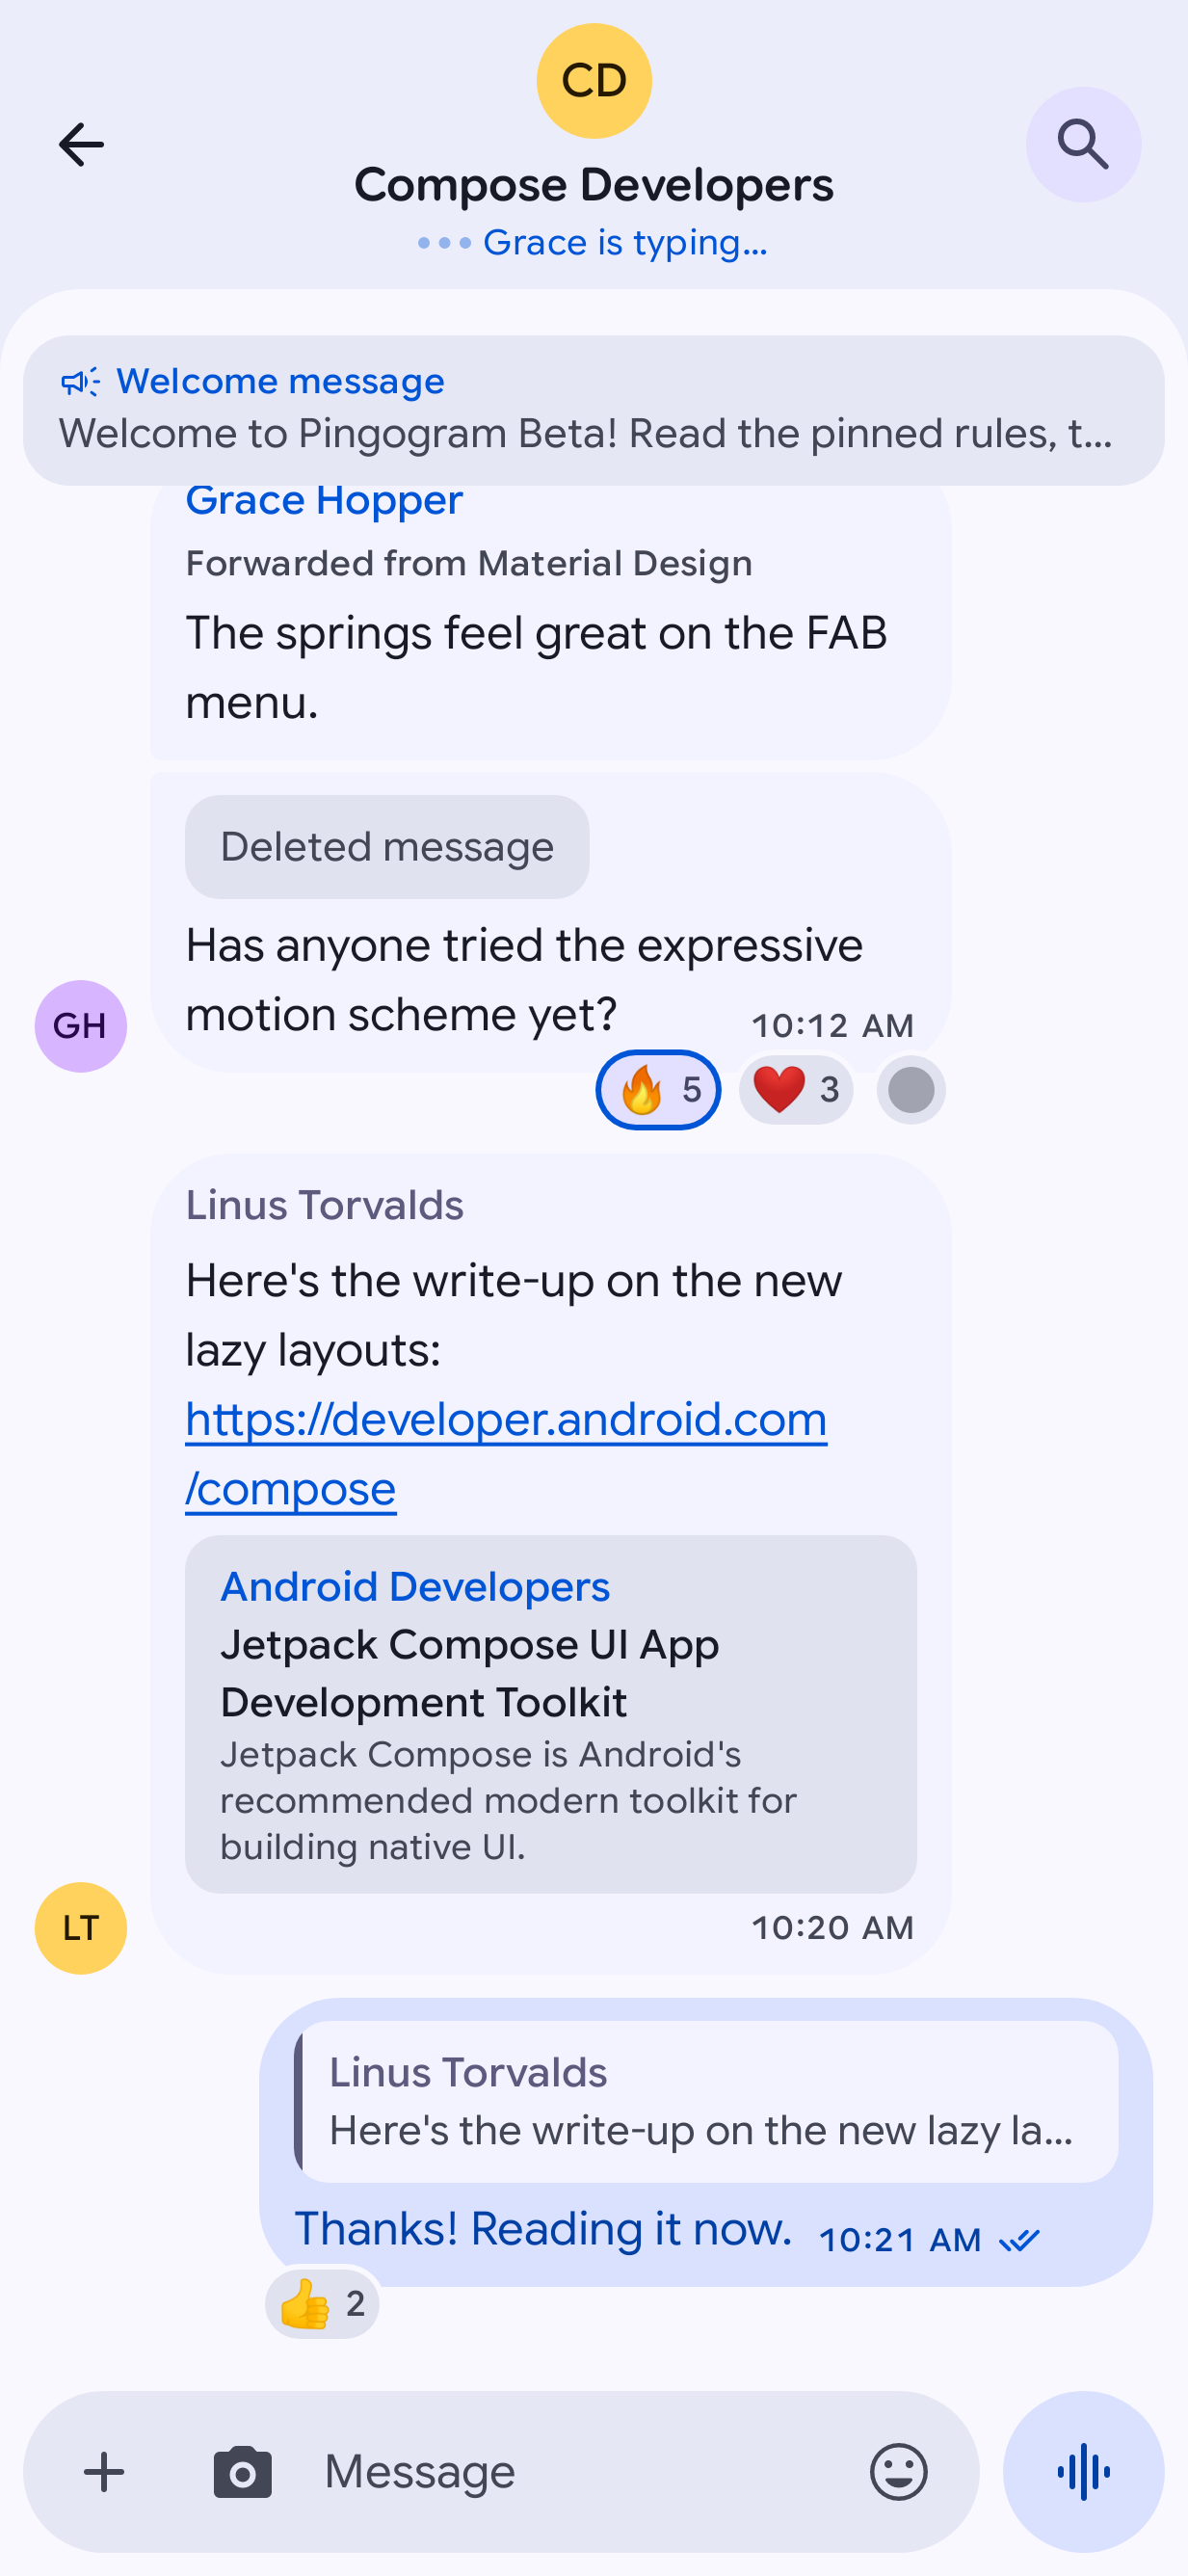 CD
Compose Developers
Grace is typing...
Welcome message
Welcome to Pingogram Beta! Read the pinned rules, t...
Grace Hopper
Forwarded from Material Design
The springs feel great on the FAB
menu.
Deleted message
Has anyone tried the expressive
motion scheme yet?
10:12 AM
GH
5
3
Linus Torvalds
Here's the write-up on the new
lazy layouts:
https://developer.android.com
/compose
Android Developers
Jetpack Compose UI App
Development Toolkit
Jetpack Compose is Android's
recommended modern toolkit for
building native UI.
LT
10:20 AM
Linus Torvalds
Here's the write-up on the new lazy la...
Thanks! Reading it now. 10:21 AM
2
Message